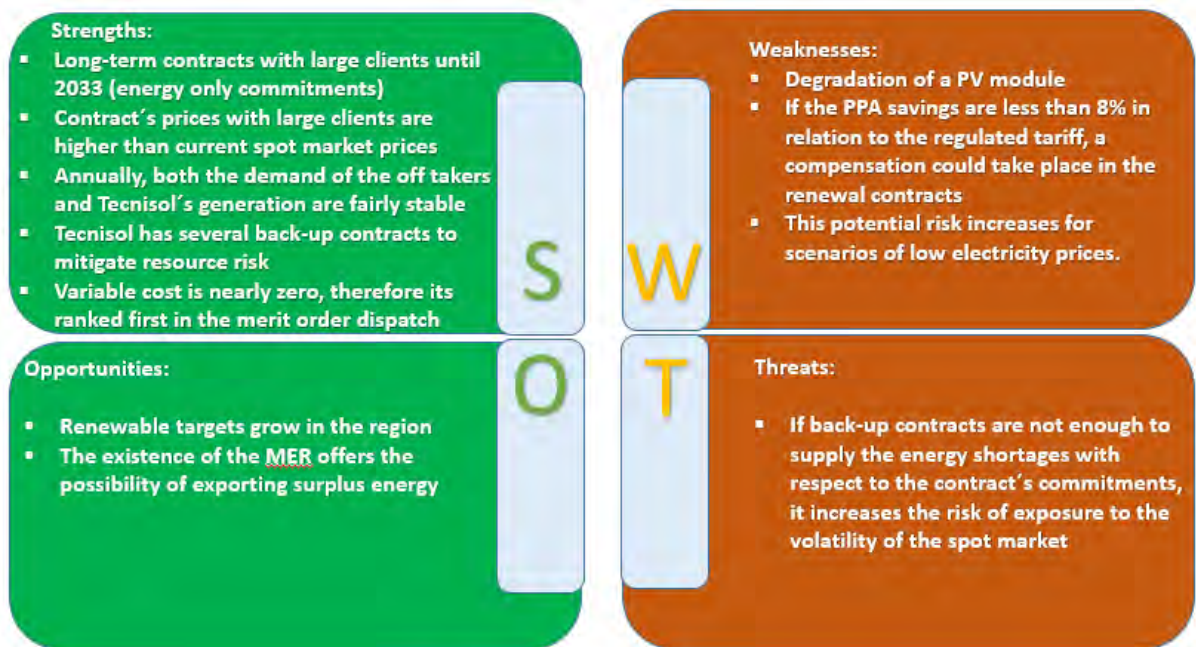 Strengths:
▪ Long-term contracts with large clients until
2033 (energy only commitments)
▪ Contract´s prices with large clients are
higher than current spot market prices
▪ Annually, both the demand of the off takers
and Tecnisol´s generation are fairly stable
▪ Tecnisol has several back-up contracts to
mitigate resource risk
▪ Variable cost is nearly zero, therefore its
ranked first in the merit order dispatch
S
Weaknesses:
▪ Degradation of a PV module
▪ If the PPA savings are less than 8% in
relation to the regulated tariff, a
compensation could take place in the
renewal contracts
▪ This potential risk increases for
scenarios of low electricity prices.
W
Opportunities:
▪ Renewable targets grow in the region
▪ The existence of the MER offers the
possibility of exporting surplus energy
O
Threats:
▪ If back-up contracts are not enough to
supply the energy shortages with
respect to the contract´s commitments,
it increases the risk of exposure to the
volatility of the spot market
T